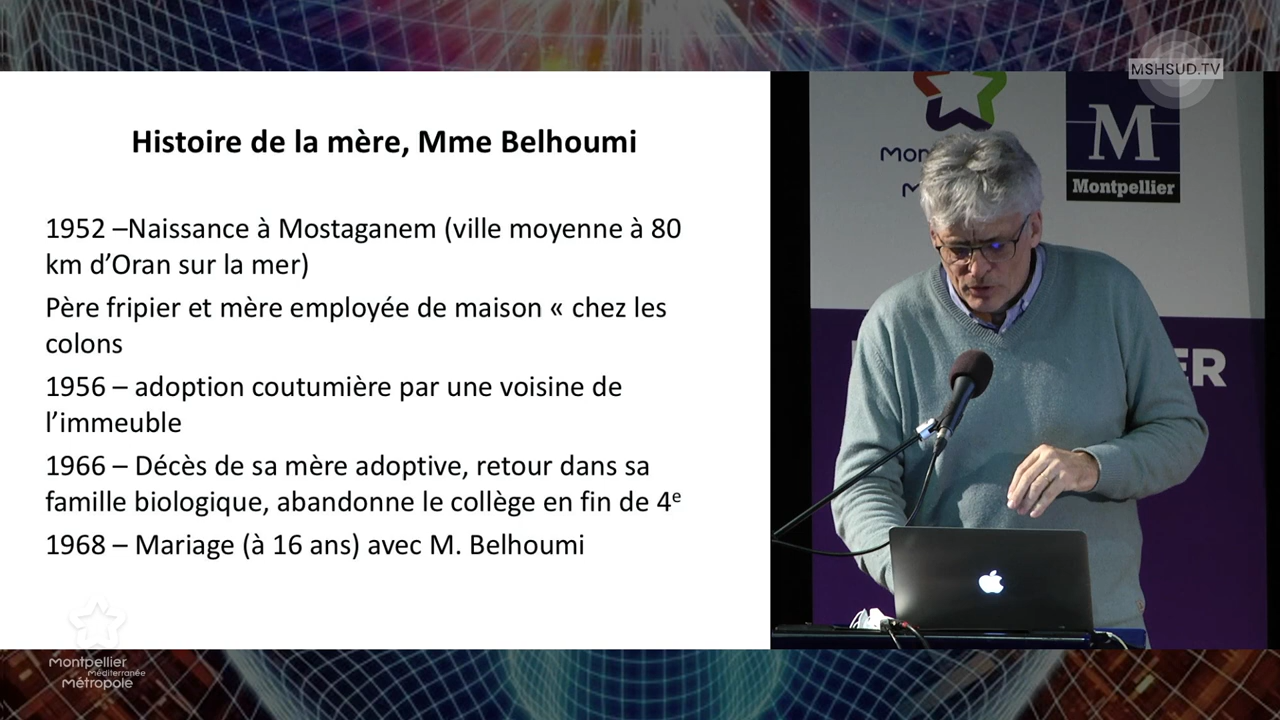 MSHSUD.TV
Histoire de la mère, Mme Belhoumi
1952 –Naissance à Mostaganem (ville moyenne à 80
km d’Oran sur la mer)
Père fripier et mère employée de maison « chez les
colons
1956 – adoption coutumière par une voisine de
l’immeuble
1966 – Décès de sa mère adoptive, retour dans sa
famille biologique, abandonne le collège en fin de 4e
1968 – Mariage (à 16 ans) avec M. Belhoumi
M
Montpellier
ER
Montpellier
Méditerranée
Métropole